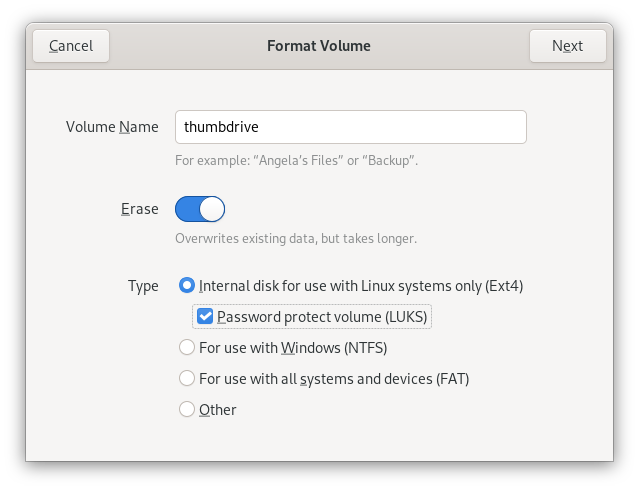 Cancel
Format Volume
Next
Volume Name
thumbdrive
For example: “Angela’s Files” or “Backup”.
Erase
Overwrites existing data, but takes longer.
Type
Internal disk for use with Linux systems only (Ext4)
Password protect volume (LUKS)
For use with Windows (NTFS)
For use with all systems and devices (FAT)
Other